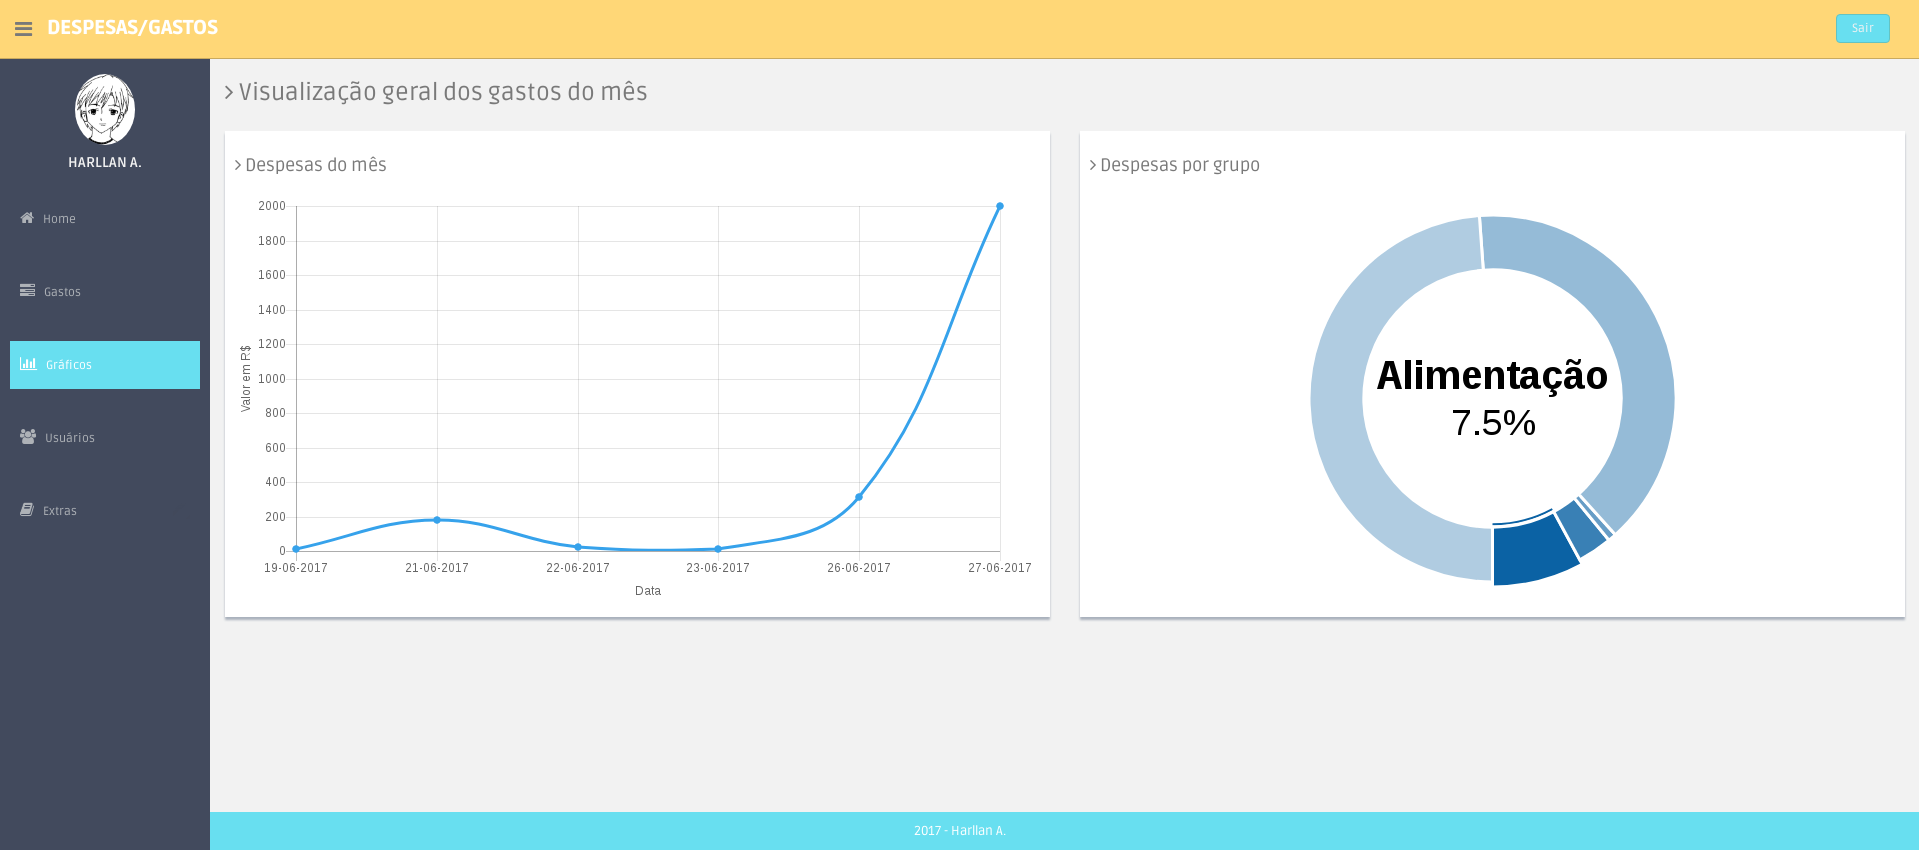 DESPESAS/GASTOS
Sair
HARLLAN A.
Home
Gastos
Gráficos
Usuários
Extras
Visualização geral dos gastos do mês
Despesas do mês
2000
1800
1600
1400
1200
1000
800
600
400
200
0
Valor em R$
19-06-2017 21-06-2017 22-06-2017 23-06-2017 26-06-2017 27-06-2017
Data
Despesas por grupo
Alimentação
7.5%
2017 - Harllan A.